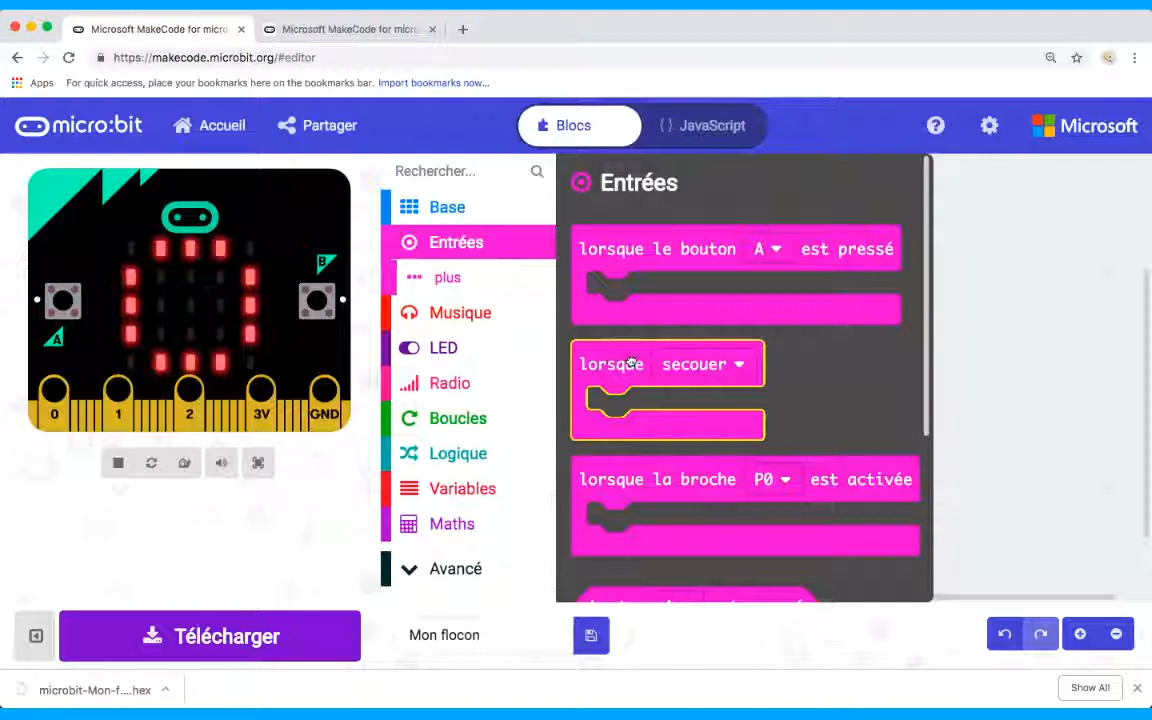 Microsoft MakeCode for micro
Microsoft MakeCode for micro
https://makecode.microbit.org/#editor
Apps
For quick access, place your bookmarks here on the bookmarks bar. Import bookmarks now...
micro:bit
Accueil
Partager
Blocs
{ } JavaScript
Microsoft
Rechercher...
Base
Entrées
plus
Musique
LED
Radio
Boucles
Logique
Variables
Maths
Avancé
Entrées
lorsque le bouton A est pressé
lorsque secouer
lorsque la broche P0 est activée
A
B
0 1 2 3V GND
Télécharger
Mon flocon
microbit-Mon-f....hex
Show All